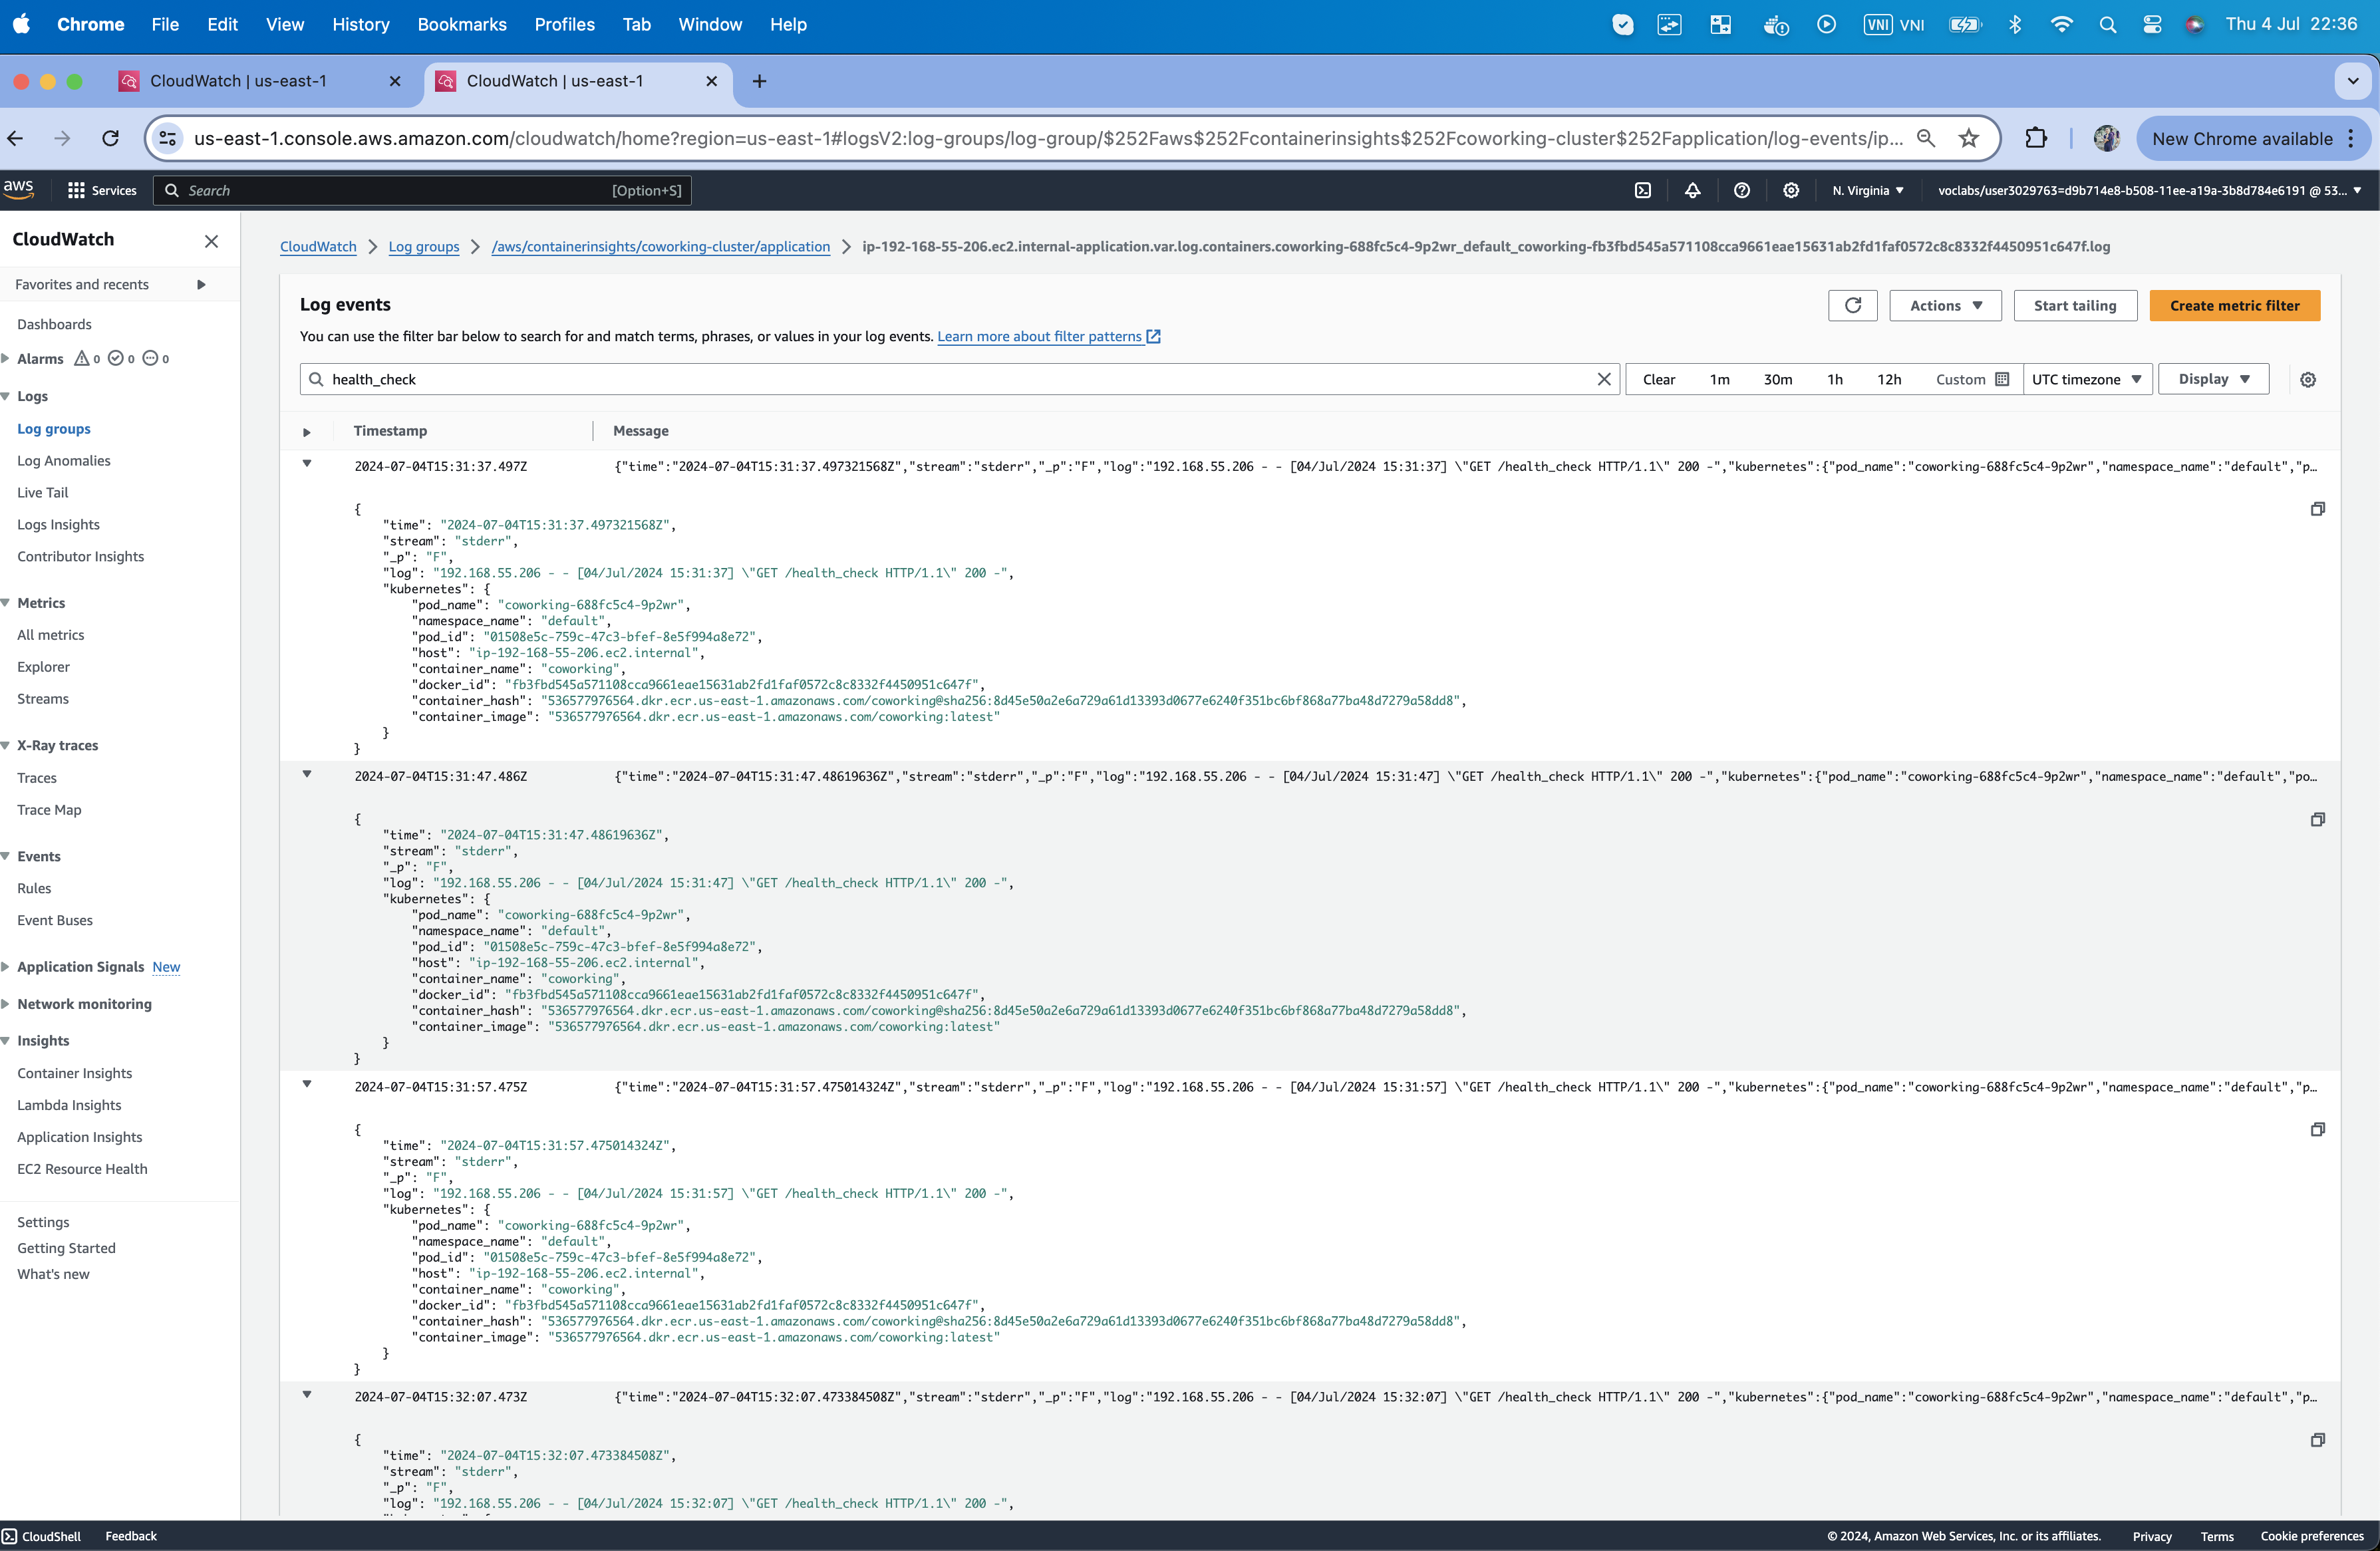 Chrome File Edit View History Bookmarks Profiles Tab Window Help VNI VNI Thu 4 Jul 22:36
CloudWatch | us-east-1 CloudWatch | us-east-1
us-east-1.console.aws.amazon.com/cloudwatch/home?region=us-east-1#logsV2:log-groups/log-group/$252Faws$252Fcontainerinsights$252Fcoworking-cluster$252Fapplication/log-events/ip... New Chrome available
aws Services Search [Option+S] N. Virginia voclabs/user3029763=d9b714e8-b508-11ee-a19a-3b8d784e6191 @ 53...
CloudWatch
Favorites and recents
Dashboards
Alarms 0 0 0
Logs
Log groups
Log Anomalies
Live Tail
Logs Insights
Contributor Insights
Metrics
All metrics
Explorer
Streams
X-Ray traces
Traces
Trace Map
Events
Rules
Event Buses
Application Signals New
Network monitoring
Insights
Container Insights
Lambda Insights
Application Insights
EC2 Resource Health
Settings
Getting Started
What's new
CloudWatch Log groups /aws/containerinsights/coworking-cluster/application ip-192-168-55-206.ec2.internal-application.var.log.containers.coworking-688fc5c4-9p2wr_default_coworking-fb3fbd545a571108cca9661eae15631ab2fd1faf0572c8c8332f4450951c647f.log
Log events
Actions Start tailing Create metric filter
You can use the filter bar below to search for and match terms, phrases, or values in your log events. Learn more about filter patterns
health_check Clear 1m 30m 1h 12h Custom UTC timezone Display
Timestamp Message
2024-07-04T15:31:37.497Z {"time":"2024-07-04T15:31:37.497321568Z","stream":"stderr","_p":"F","log":"192.168.55.206 - - [04/Jul/2024 15:31:37] \"GET /health_check HTTP/1.1\" 200 -","kubernetes":{"pod_name":"coworking-688fc5c4-9p2wr","namespace_name":"default","p...
{
"time": "2024-07-04T15:31:37.497321568Z",
"stream": "stderr",
"_p": "F",
"log": "192.168.55.206 - - [04/Jul/2024 15:31:37] \"GET /health_check HTTP/1.1\" 200 -",
"kubernetes": {
"pod_name": "coworking-688fc5c4-9p2wr",
"namespace_name": "default",
"pod_id": "01508e5c-759c-47c3-bfef-8e5f994a8e72",
"host": "ip-192-168-55-206.ec2.internal",
"container_name": "coworking",
"docker_id": "fb3fbd545a571108cca9661eae15631ab2fd1faf0572c8c8332f4450951c647f",
"container_hash": "536577976564.dkr.ecr.us-east-1.amazonaws.com/coworking@sha256:8d45e50a2e6a729a61d13393d0677e6240f351bc6bf868a77ba48d7279a58dd8",
"container_image": "536577976564.dkr.ecr.us-east-1.amazonaws.com/coworking:latest"
}
}
2024-07-04T15:31:47.486Z {"time":"2024-07-04T15:31:47.48619636Z","stream":"stderr","_p":"F","log":"192.168.55.206 - - [04/Jul/2024 15:31:47] \"GET /health_check HTTP/1.1\" 200 -","kubernetes":{"pod_name":"coworking-688fc5c4-9p2wr","namespace_name":"default","po...
{
"time": "2024-07-04T15:31:47.48619636Z",
"stream": "stderr",
"_p": "F",
"log": "192.168.55.206 - - [04/Jul/2024 15:31:47] \"GET /health_check HTTP/1.1\" 200 -",
"kubernetes": {
"pod_name": "coworking-688fc5c4-9p2wr",
"namespace_name": "default",
"pod_id": "01508e5c-759c-47c3-bfef-8e5f994a8e72",
"host": "ip-192-168-55-206.ec2.internal",
"container_name": "coworking",
"docker_id": "fb3fbd545a571108cca9661eae15631ab2fd1faf0572c8c8332f4450951c647f",
"container_hash": "536577976564.dkr.ecr.us-east-1.amazonaws.com/coworking@sha256:8d45e50a2e6a729a61d13393d0677e6240f351bc6bf868a77ba48d7279a58dd8",
"container_image": "536577976564.dkr.ecr.us-east-1.amazonaws.com/coworking:latest"
}
}
2024-07-04T15:31:57.475Z {"time":"2024-07-04T15:31:57.475014324Z","stream":"stderr","_p":"F","log":"192.168.55.206 - - [04/Jul/2024 15:31:57] \"GET /health_check HTTP/1.1\" 200 -","kubernetes":{"pod_name":"coworking-688fc5c4-9p2wr","namespace_name":"default","p...
{
"time": "2024-07-04T15:31:57.475014324Z",
"stream": "stderr",
"_p": "F",
"log": "192.168.55.206 - - [04/Jul/2024 15:31:57] \"GET /health_check HTTP/1.1\" 200 -",
"kubernetes": {
"pod_name": "coworking-688fc5c4-9p2wr",
"namespace_name": "default",
"pod_id": "01508e5c-759c-47c3-bfef-8e5f994a8e72",
"host": "ip-192-168-55-206.ec2.internal",
"container_name": "coworking",
"docker_id": "fb3fbd545a571108cca9661eae15631ab2fd1faf0572c8c8332f4450951c647f",
"container_hash": "536577976564.dkr.ecr.us-east-1.amazonaws.com/coworking@sha256:8d45e50a2e6a729a61d13393d0677e6240f351bc6bf868a77ba48d7279a58dd8",
"container_image": "536577976564.dkr.ecr.us-east-1.amazonaws.com/coworking:latest"
}
}
2024-07-04T15:32:07.473Z {"time":"2024-07-04T15:32:07.473384508Z","stream":"stderr","_p":"F","log":"192.168.55.206 - - [04/Jul/2024 15:32:07] \"GET /health_check HTTP/1.1\" 200 -","kubernetes":{"pod_name":"coworking-688fc5c4-9p2wr","namespace_name":"default","p...
{
"time": "2024-07-04T15:32:07.473384508Z",
"stream": "stderr",
"_p": "F",
"log": "192.168.55.206 - - [04/Jul/2024 15:32:07] \"GET /health_check HTTP/1.1\" 200 -",
CloudShell Feedback © 2024, Amazon Web Services, Inc. or its affiliates. Privacy Terms Cookie preferences